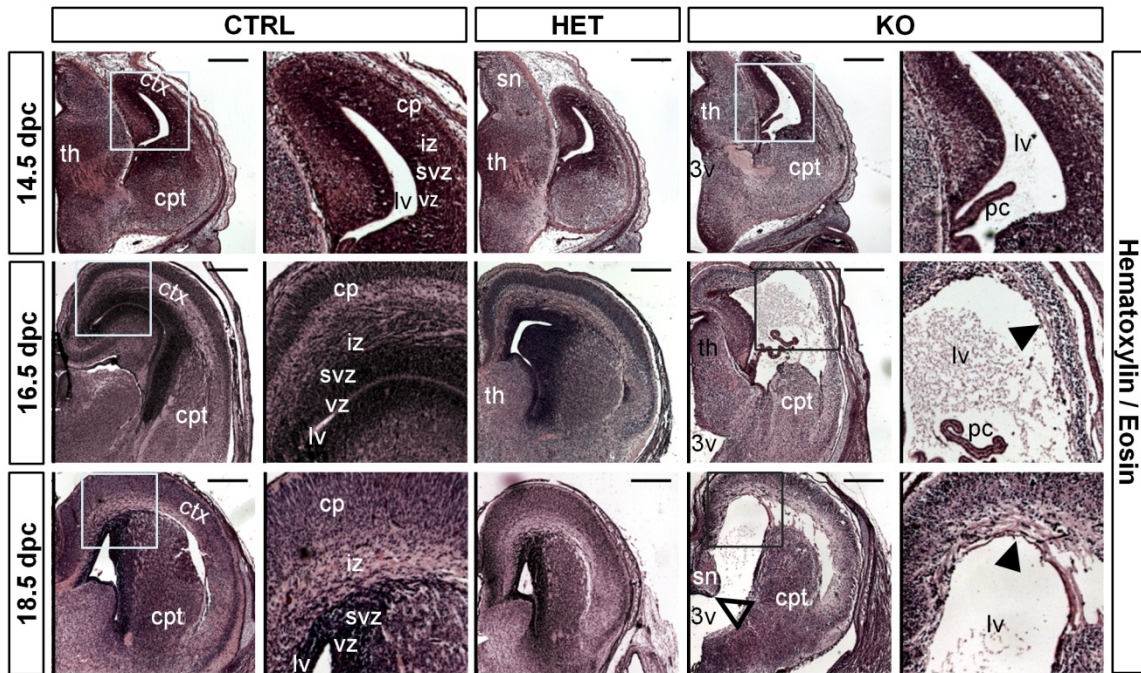 CTRL HET KO
14.5 dpc
ctx
th
cpt
cp
iz
svz
lv vz
sn
th
th
3v
cpt
lv
pc
16.5 dpc
ctx
cpt
cp
iz
svz
vz
lv
th
th
cpt
3v
lv
pc
18.5 dpc
ctx
cpt
cp
iz
svz
vz
lv
sn
3v
cpt
lv
Hematoxylin / Eosin